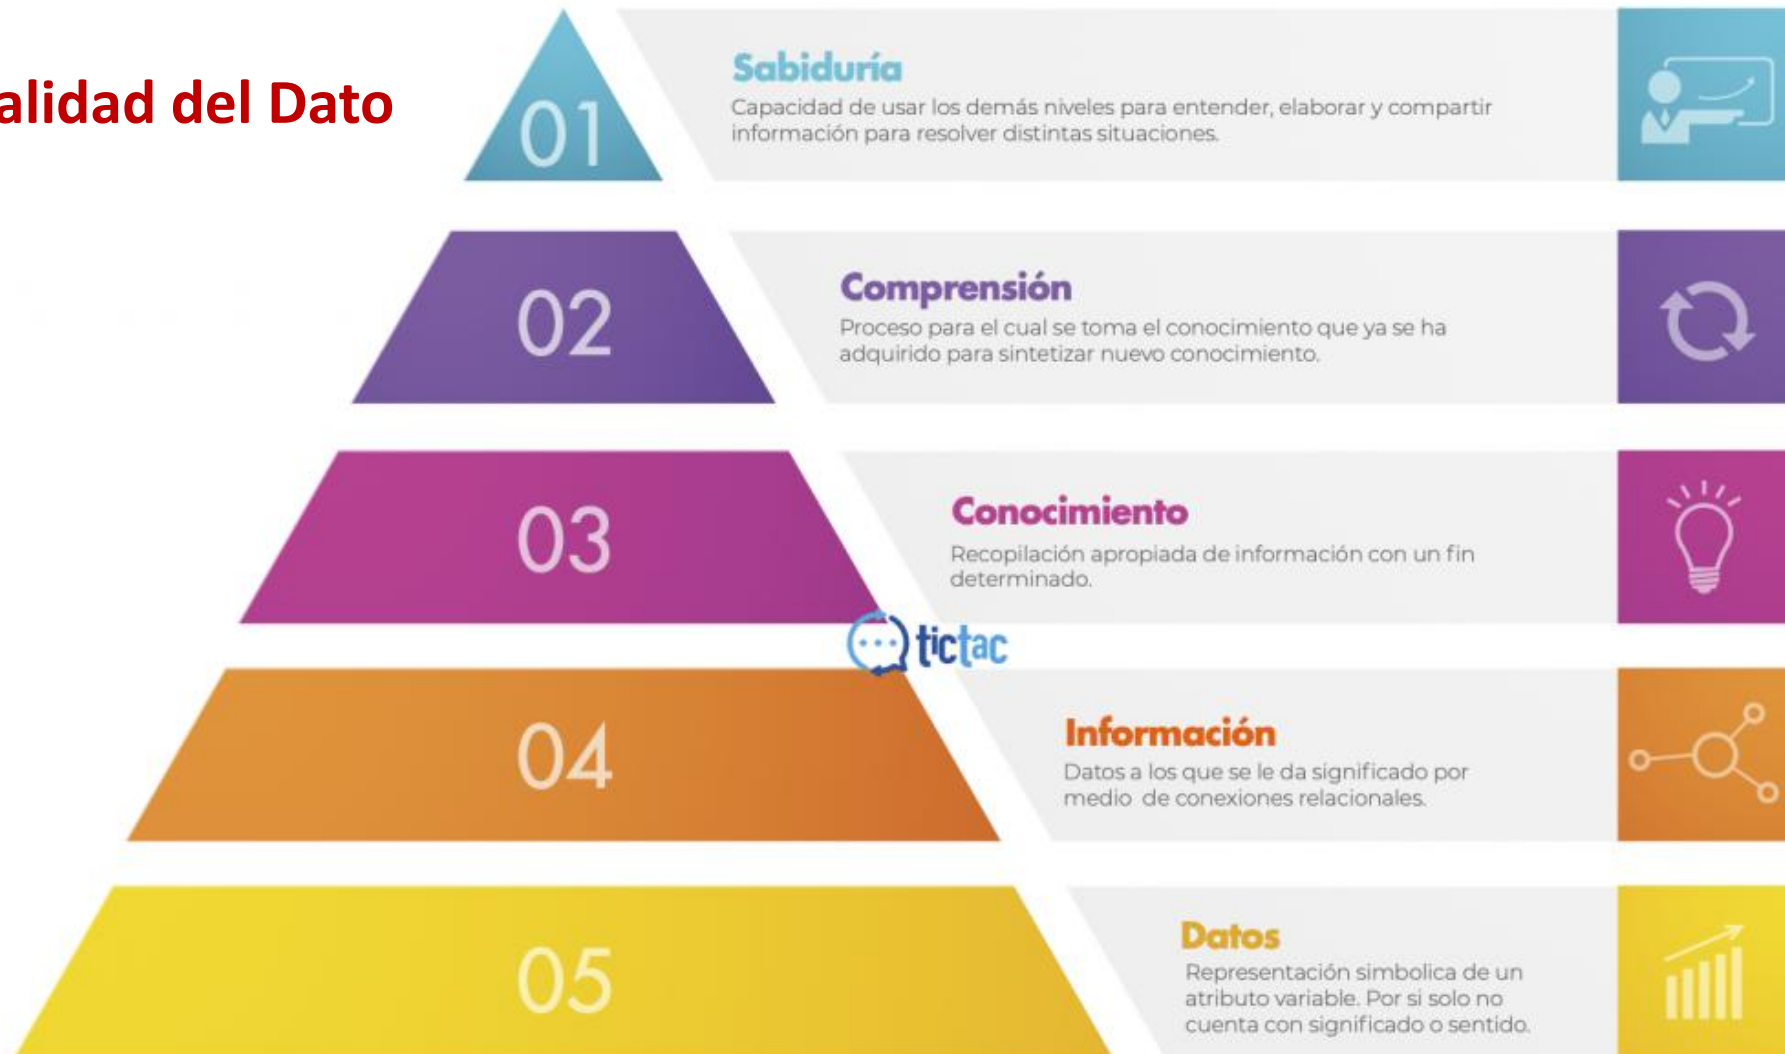 alidad del Dato
01
Sabiduría
Capacidad de usar los demás niveles para entender, elaborar y compartir
información para resolver distintas situaciones.
02
Comprensión
Proceso para el cual se toma el conocimiento que ya se ha
adquirido para sintetizar nuevo conocimiento.
03
Conocimiento
Recopilación apropiada de información con un fin
determinado.
tictac
04
Información
Datos a los que se le da significado por
medio de conexiones relacionales.
05
Datos
Representación simbolica de un
atributo variable. Por si solo no
cuenta con significado o sentido.